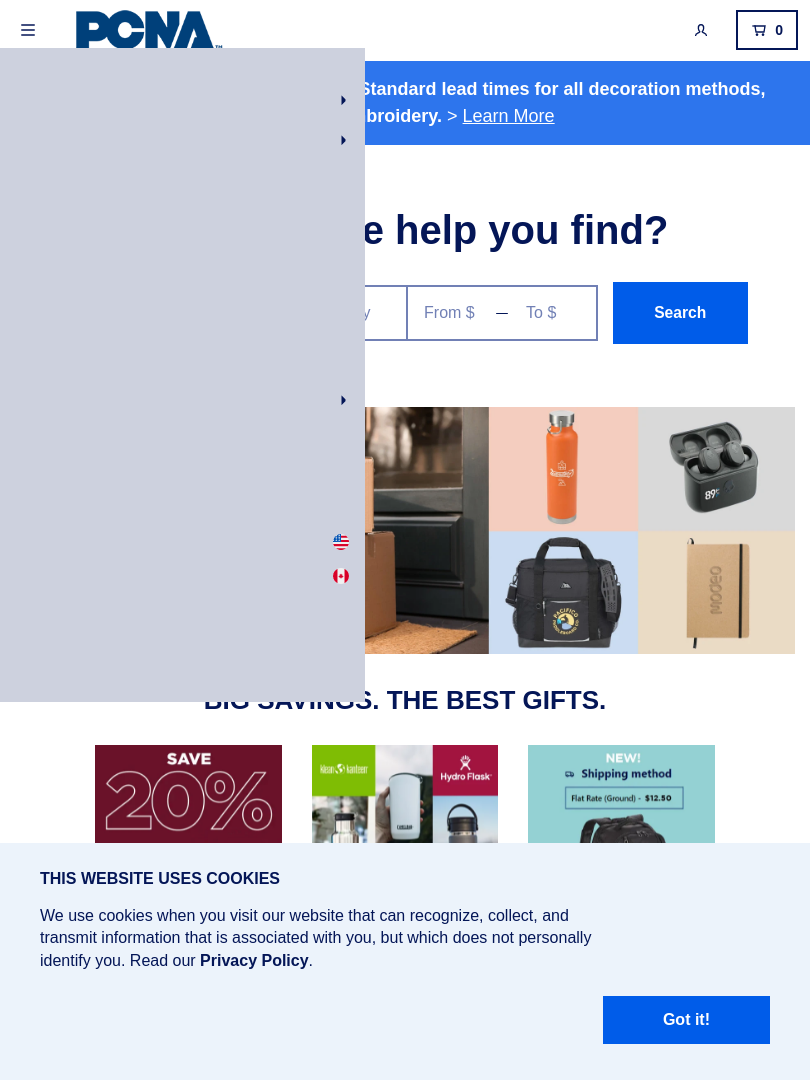 PCNA™
0
Standard lead times for all decoration methods,
broidery. > Learn More
e help you find?
y
From $ — To $
Search
BIG SAVINGS. THE BEST GIFTS.
SAVE
20%
klean kanteen
Hydro Flask
CAMELBAK
NEW!
Shipping method
Flat Rate (Ground) - $12.50
PACIFICO
modeo
THIS WEBSITE USES COOKIES
We use cookies when you visit our website that can recognize, collect, and
transmit information that is associated with you, but which does not personally
identify you. Read our Privacy Policy.
Got it!